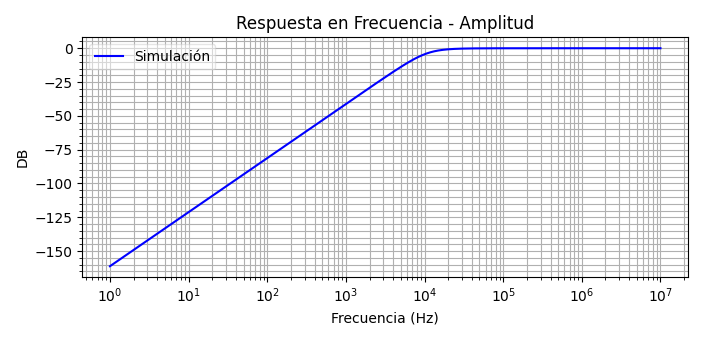 Respuesta en Frecuencia - Amplitud
Simulación
DB
0
−25
−50
−75
−100
−125
−150
10⁰ 10¹ 10² 10³ 10⁴ 10⁵ 10⁶ 10⁷
Frecuencia (Hz)